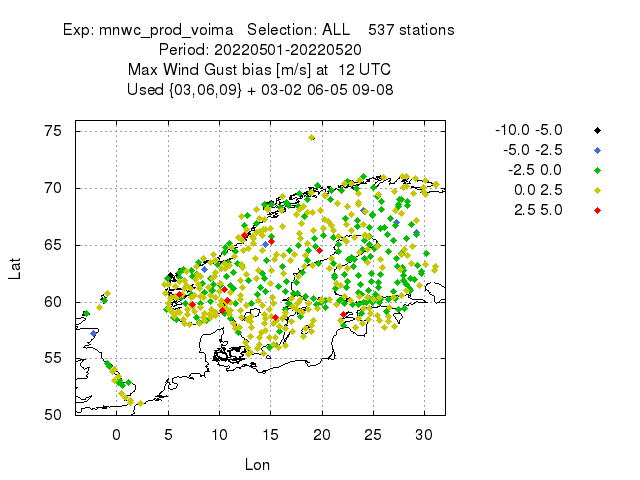 Exp: mnwc_prod_voima Selection: ALL 537 stations
Period: 20220501-20220520
Max Wind Gust bias [m/s] at 12 UTC
Used {03,06,09} + 03-02 06-05 09-08
-10.0 -5.0
-5.0 -2.5
-2.5 0.0
0.0 2.5
2.5 5.0
75
70
65
60
55
50
Lat
0 5 10 15 20 25 30
Lon